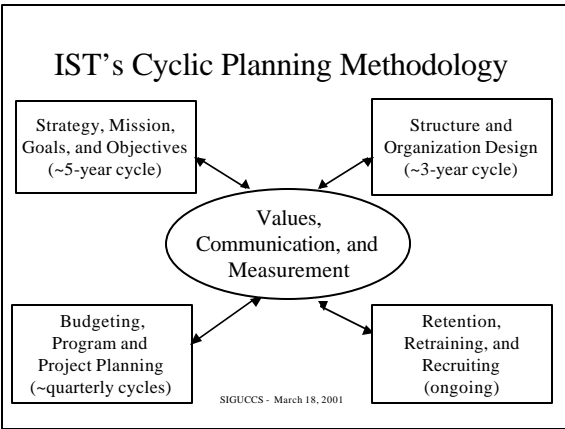 IST's Cyclic Planning Methodology
Strategy, Mission,
Goals, and Objectives
(~5-year cycle)
Structure and
Organization Design
(~3-year cycle)
Values,
Communication, and
Measurement
Budgeting,
Program and
Project Planning
(~quarterly cycles)
Retention,
Retraining, and
Recruiting
(ongoing)
SIGUCCS - March 18, 2001